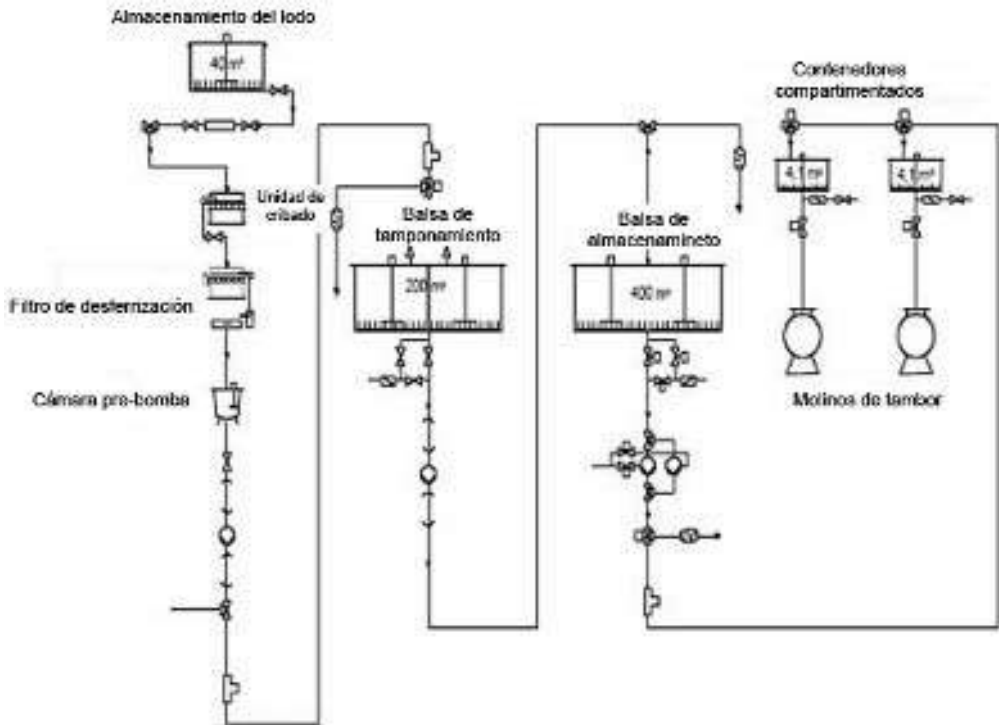 Almacenamiento del lodo
40 m³
Contenedores
compartimentados
4,1 m³
4,1 m³
Unidad de
cribado
Balsa de
tamponamiento
Balsa de
almacenamineto
200 m³
400 m³
Filtro de desferrización
Cámara pre-bomba
Molinos de tambor